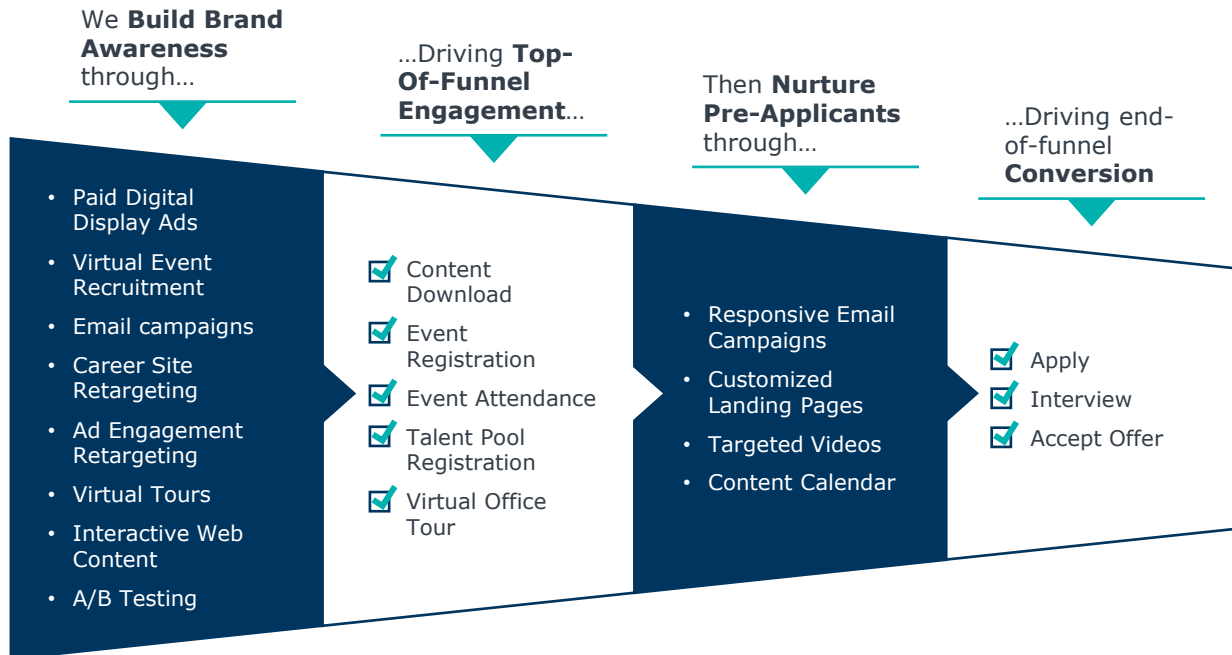 We Build Brand
Awareness
through…
…Driving Top-
Of-Funnel
Engagement…
Then Nurture
Pre-Applicants
through…
…Driving end-
of-funnel
Conversion
• Paid Digital
Display Ads
• Virtual Event
Recruitment
• Email campaigns
• Career Site
Retargeting
• Ad Engagement
Retargeting
• Virtual Tours
• Interactive Web
Content
• A/B Testing
Content
Download
Event
Registration
Event Attendance
Talent Pool
Registration
Virtual Office
Tour
• Responsive Email
Campaigns
• Customized
Landing Pages
• Targeted Videos
• Content Calendar
Apply
Interview
Accept Offer